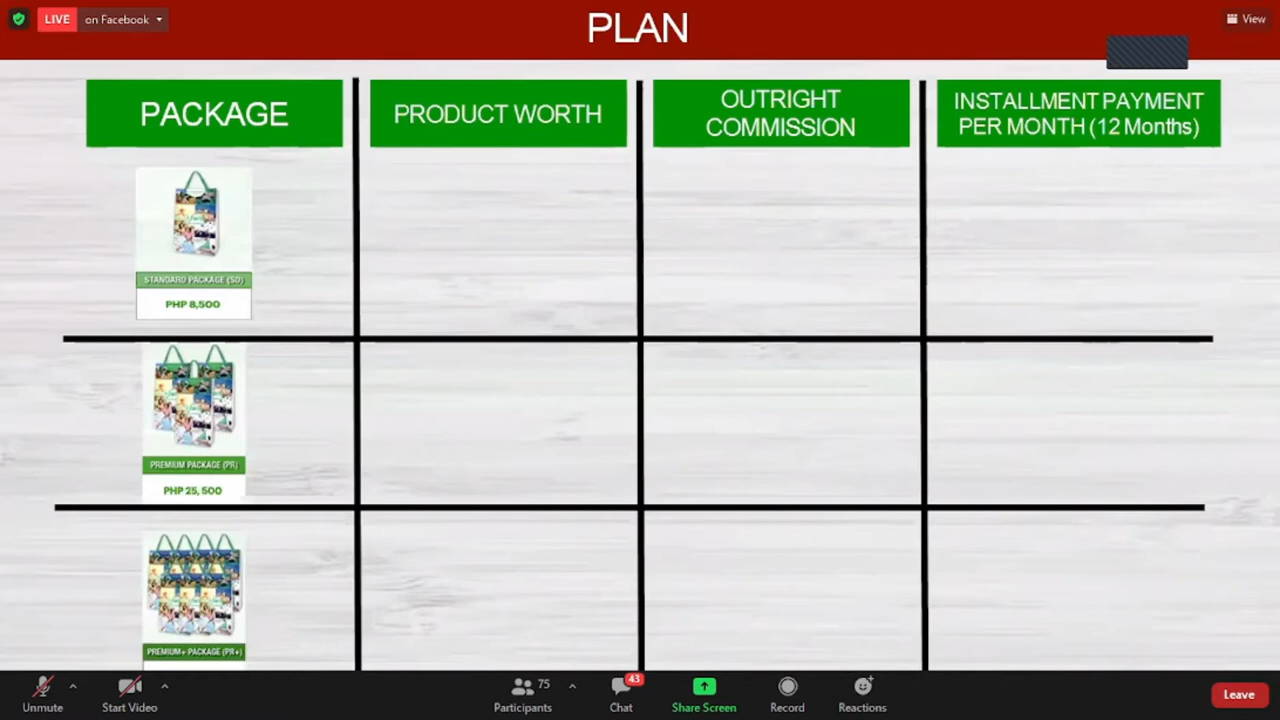 LIVE on Facebook
PLAN
View
PACKAGE
PRODUCT WORTH
OUTRIGHT
COMMISSION
INSTALLMENT PAYMENT
PER MONTH (12 Months)
STANDARD PACKAGE (SD)
PHP 8,500
PREMIUM PACKAGE (PR)
PHP 25, 500
PREMIUM+ PACKAGE (PR+)
Unmute
Start Video
75
Participants
43
Chat
Share Screen
Record
Reactions
Leave